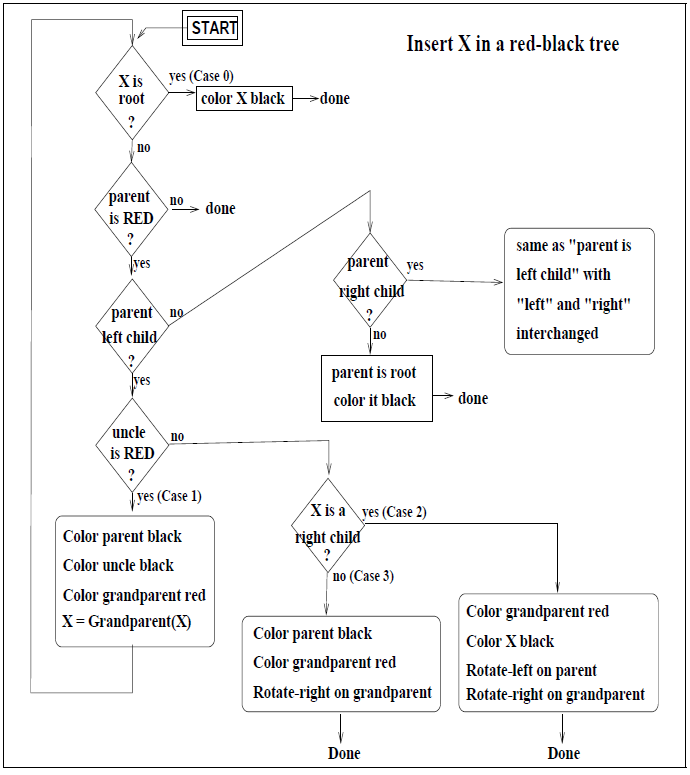 START
Insert X in a red-black tree
X is
root
?
yes (Case 0)
color X black
done
no
parent
is RED
?
no
done
yes
parent
left child
?
no
parent
right child
?
yes
same as "parent is
left child" with
"left" and "right"
interchanged
no
parent is root
color it black
done
yes
uncle
is RED
?
no
yes (Case 1)
Color parent black
Color uncle black
Color grandparent red
X = Grandparent(X)
X is a
right child
?
yes (Case 2)
no (Case 3)
Color parent black
Color grandparent red
Rotate-right on grandparent
Done
Color grandparent red
Color X black
Rotate-left on parent
Rotate-right on grandparent
Done